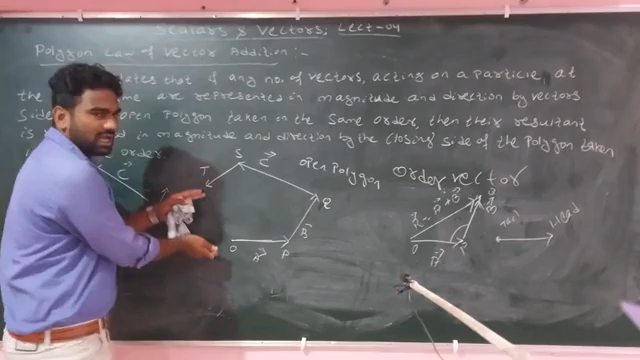 Scalars & Vectors, Lect-04
Polygon Law of Vector Addition:-
tates that if any no. of vectors, acting on a particle at
the me are represented in magnitude and direction by vectors
Side open Polygon taken in the Same order, then their resultant
is d in magnitude and direction by the closing side of the Polygon taken
order.
S
T
C
C
open Polygon
Order vector
Q
B
O
A
P
R = A + B
Q
B
O
A
P
Tail
Head